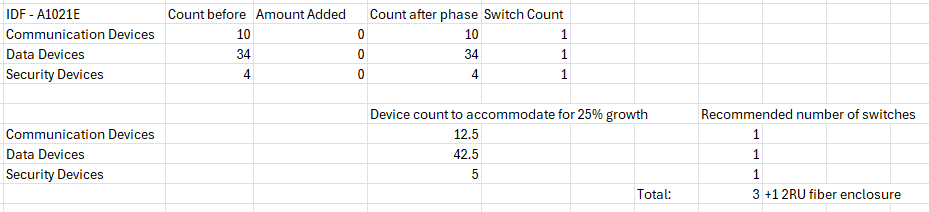 IDF - A1021E Count before Amount Added Count after phase Switch Count
Communication Devices 10 0 10 1
Data Devices 34 0 34 1
Security Devices 4 0 4 1
Device count to accommodate for 25% growth Recommended number of switches
Communication Devices 12.5 1
Data Devices 42.5 1
Security Devices 5 1
Total: 3 +1 2RU fiber enclosure